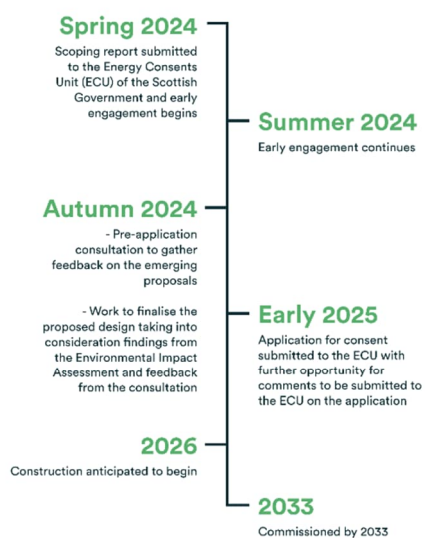 Spring 2024
Scoping report submitted
to the Energy Consents
Unit (ECU) of the Scottish
Government and early
engagement begins
Summer 2024
Early engagement continues
Autumn 2024
- Pre-application
consultation to gather
feedback on the emerging
proposals
- Work to finalise the
proposed design taking into
consideration findings from
the Environmental Impact
Assessment and feedback
from the consultation
Early 2025
Application for consent
submitted to the ECU with
further opportunity for
comments to be submitted to
the ECU on the application
2026
Construction anticipated to begin
2033
Commissioned by 2033